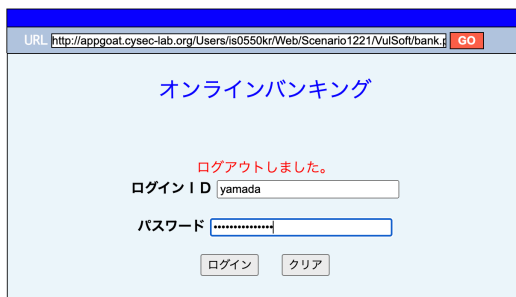 URL http://appgoat.cysec-lab.org/Users/is0550kr/Web/Scenario1221/VulSoft/bank.p GO
オンラインバンキング
ログアウトしました。
ログインＩＤ yamada
パスワード •••••••••••••••
ログイン クリア